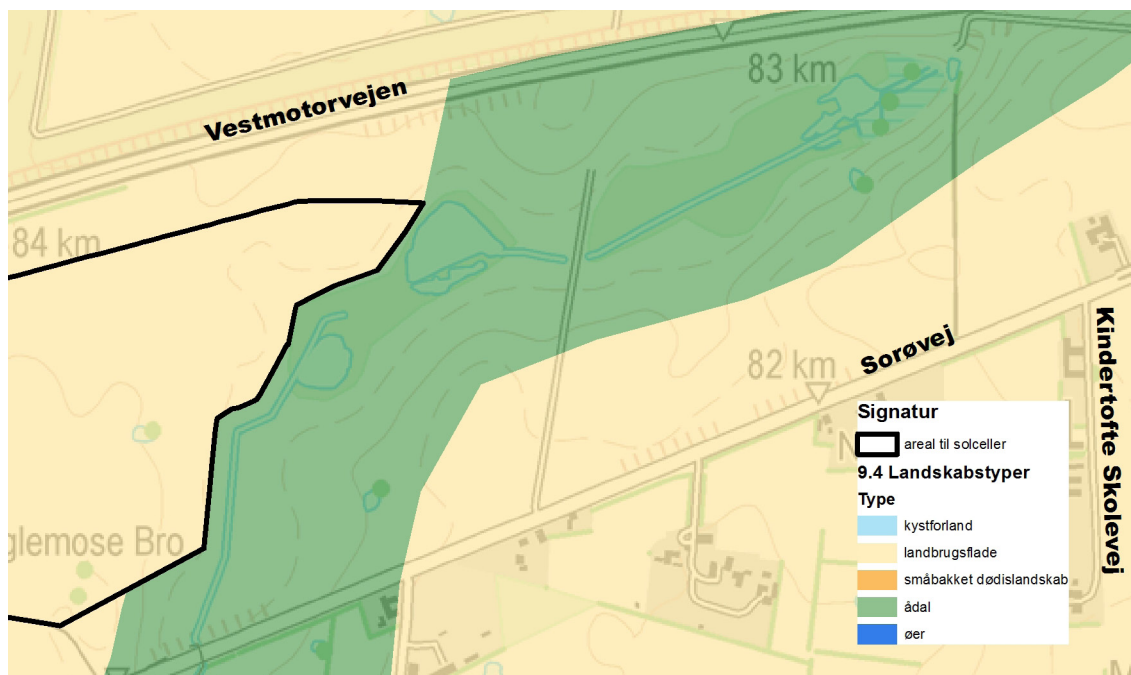 83 km
Vestmotorvejen
84 km
Sorøvej
82 km
Kindertofte Skolevej
glemose Bro
Signatur
areal til solceller
9.4 Landskabstyper
Type
kystforland
landbrugsflade
småbakket dødislandskab
ådal
øer